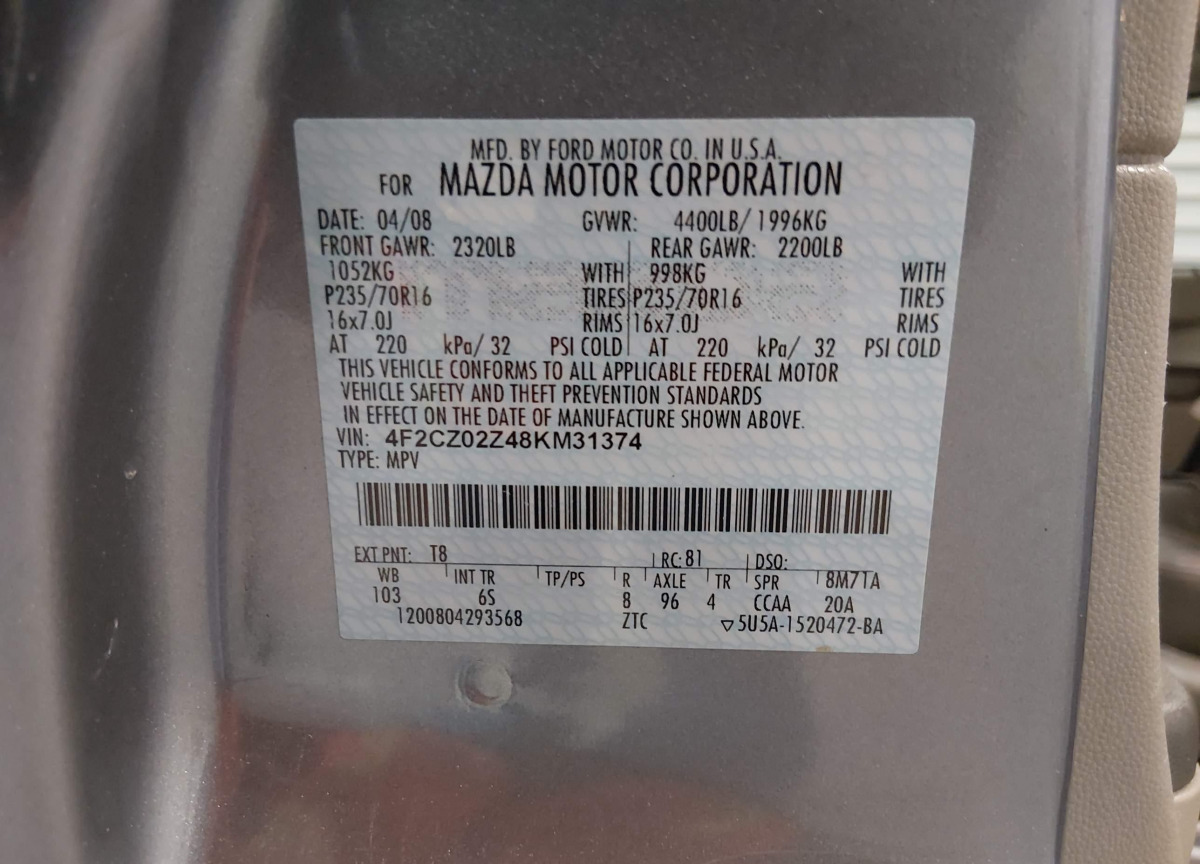 MFD. BY FORD MOTOR CO. IN U.S.A.
FOR MAZDA MOTOR CORPORATION
DATE: 04/08 GVWR: 4400LB/ 1996KG
FRONT GAWR: 2320LB REAR GAWR: 2200LB
1052KG WITH 998KG WITH
P235/70R16 TIRES P235/70R16 TIRES
16x7.0J RIMS 16x7.0J RIMS
AT 220 kPa/ 32 PSI COLD AT 220 kPa/ 32 PSI COLD
THIS VEHICLE CONFORMS TO ALL APPLICABLE FEDERAL MOTOR
VEHICLE SAFETY AND THEFT PREVENTION STANDARDS
IN EFFECT ON THE DATE OF MANUFACTURE SHOWN ABOVE.
VIN: 4F2CZ02Z48KM31374
TYPE: MPV
EXT PNT: T8 RC: 81 DSO:
WB INT TR TP/PS R AXLE TR SPR 8M71A
103 6S 8 96 4 CCAA 20A
1200804293568 ZTC ▽5U5A-1520472-BA